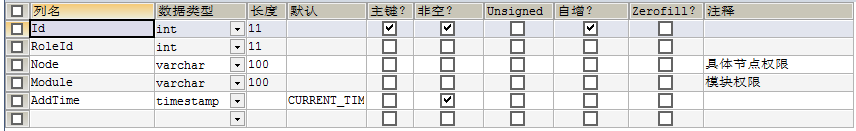 列名 数据类型 长度 默认 主键? 非空? Unsigned 自增? Zerofill? 注释
Id int 11
RoleId int 11
Node varchar 100 具体节点权限
Module varchar 100 模块权限
AddTime timestamp CURRENT_TIM